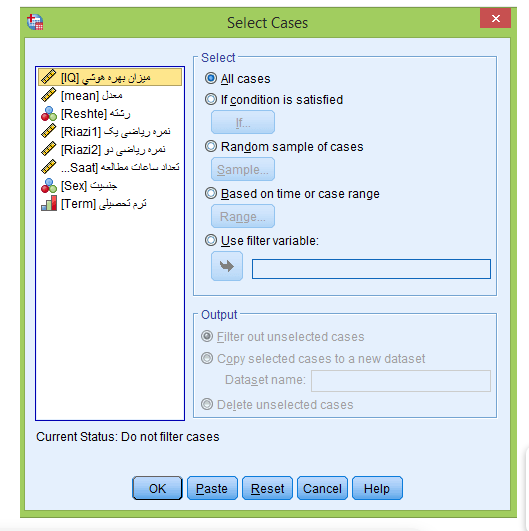 Select Cases
میزان بهره هوشي [IQ]
معدل [mean]
رشته [Reshte]
نمره ریاضی یک [Riazi1]
نمره ریاضی دو [Riazi2]
تعداد ساعات مطالعه [Saat...
جنسیت [Sex]
ترم تحصیلی [Term]
Select
All cases
If condition is satisfied
If...
Random sample of cases
Sample...
Based on time or case range
Range...
Use filter variable:
Output
Filter out unselected cases
Copy selected cases to a new dataset
Dataset name:
Delete unselected cases
Current Status: Do not filter cases
OK Paste Reset Cancel Help